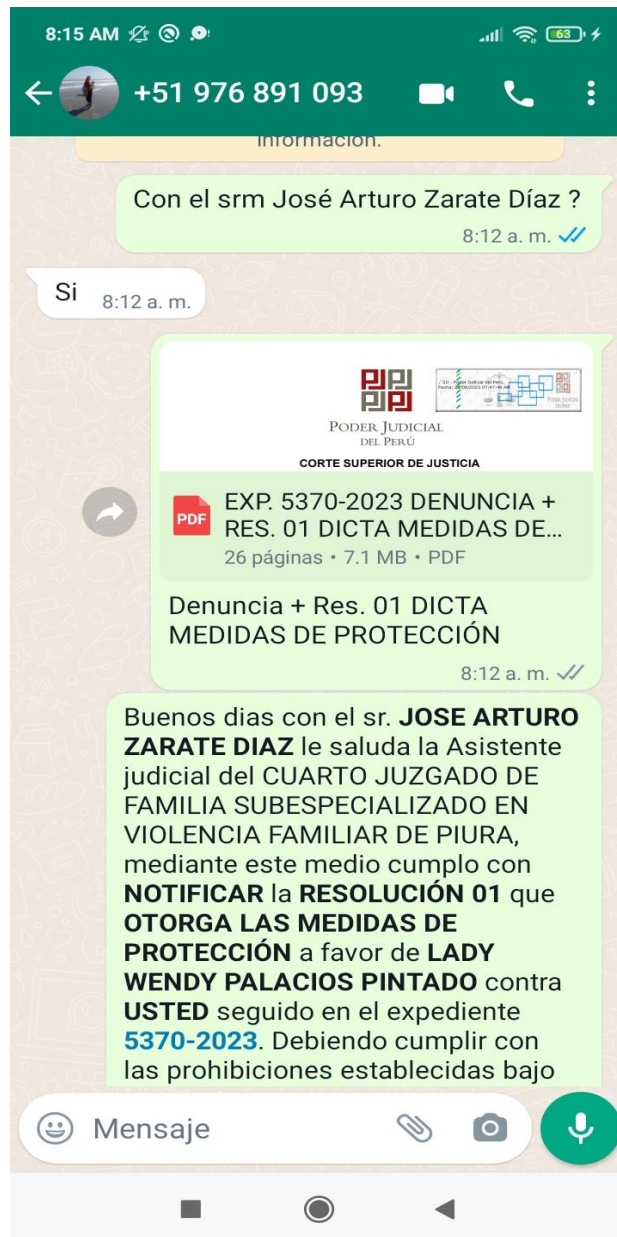 8:15 AM
63
+51 976 891 093
información.
Con el srm José Arturo Zarate Díaz ?
8:12 a. m.
Si
8:12 a. m.
PODER JUDICIAL
DEL PERÚ
CORTE SUPERIOR DE JUSTICIA
PDF
EXP. 5370-2023 DENUNCIA +
RES. 01 DICTA MEDIDAS DE...
26 páginas • 7.1 MB • PDF
Denuncia + Res. 01 DICTA
MEDIDAS DE PROTECCIÓN
8:12 a. m.
Buenos dias con el sr. JOSE ARTURO
ZARATE DIAZ le saluda la Asistente
judicial del CUARTO JUZGADO DE
FAMILIA SUBESPECIALIZADO EN
VIOLENCIA FAMILIAR DE PIURA,
mediante este medio cumplo con
NOTIFICAR la RESOLUCIÓN 01 que
OTORGA LAS MEDIDAS DE
PROTECCIÓN a favor de LADY
WENDY PALACIOS PINTADO contra
USTED seguido en el expediente
5370-2023. Debiendo cumplir con
las prohibiciones establecidas bajo
Mensaje